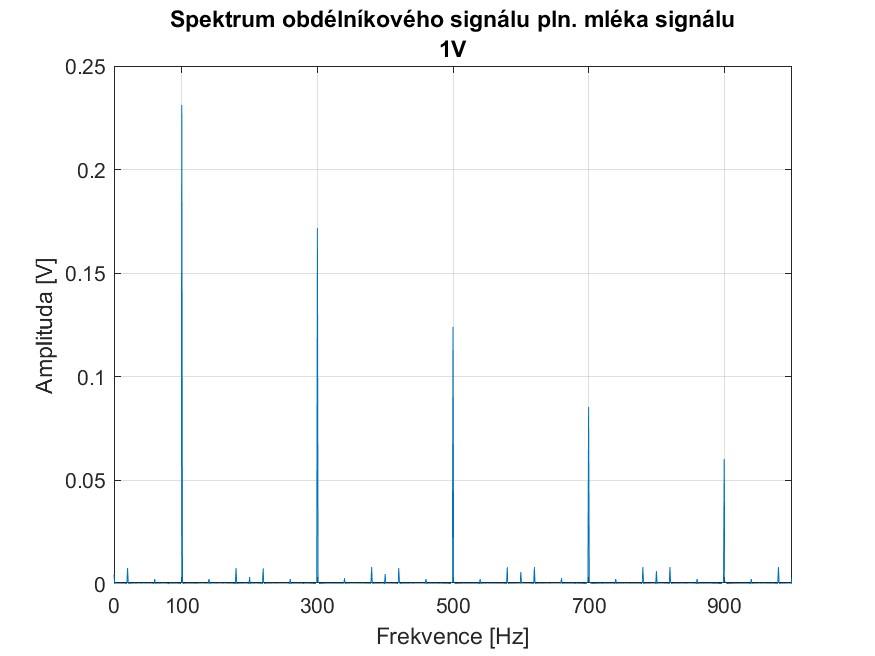 Spektrum obdélníkového signálu pln. mléka signálu
1V
0.25
0.2
0.15
0.1
0.05
0
Amplituda [V]
0 100 300 500 700 900
Frekvence [Hz]